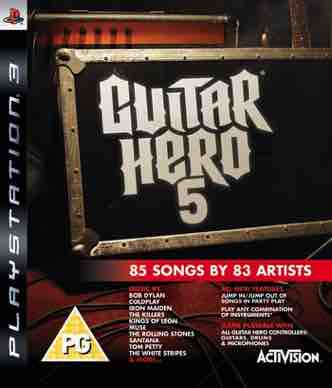 PLAYSTATION 3
GUITAR
HERO
5
85 SONGS BY 83 ARTISTS
MUSIC BY
BOB DYLAN
COLDPLAY
IRON MAIDEN
THE KILLERS
KINGS OF LEON
MUSE
THE ROLLING STONES
SANTANA
TOM PETTY
THE WHITE STRIPES
& MORE...
ALL NEW FEATURES
JUMP IN/JUMP OUT OF
SONGS IN PARTY PLAY
PLAY ANY COMBINATION
OF INSTRUMENTS*
GAME PLAYABLE WITH
ALL GUITAR HERO CONTROLLERS:
GUITARS, DRUMS
& MICROPHONES
PG
ACTIVISION